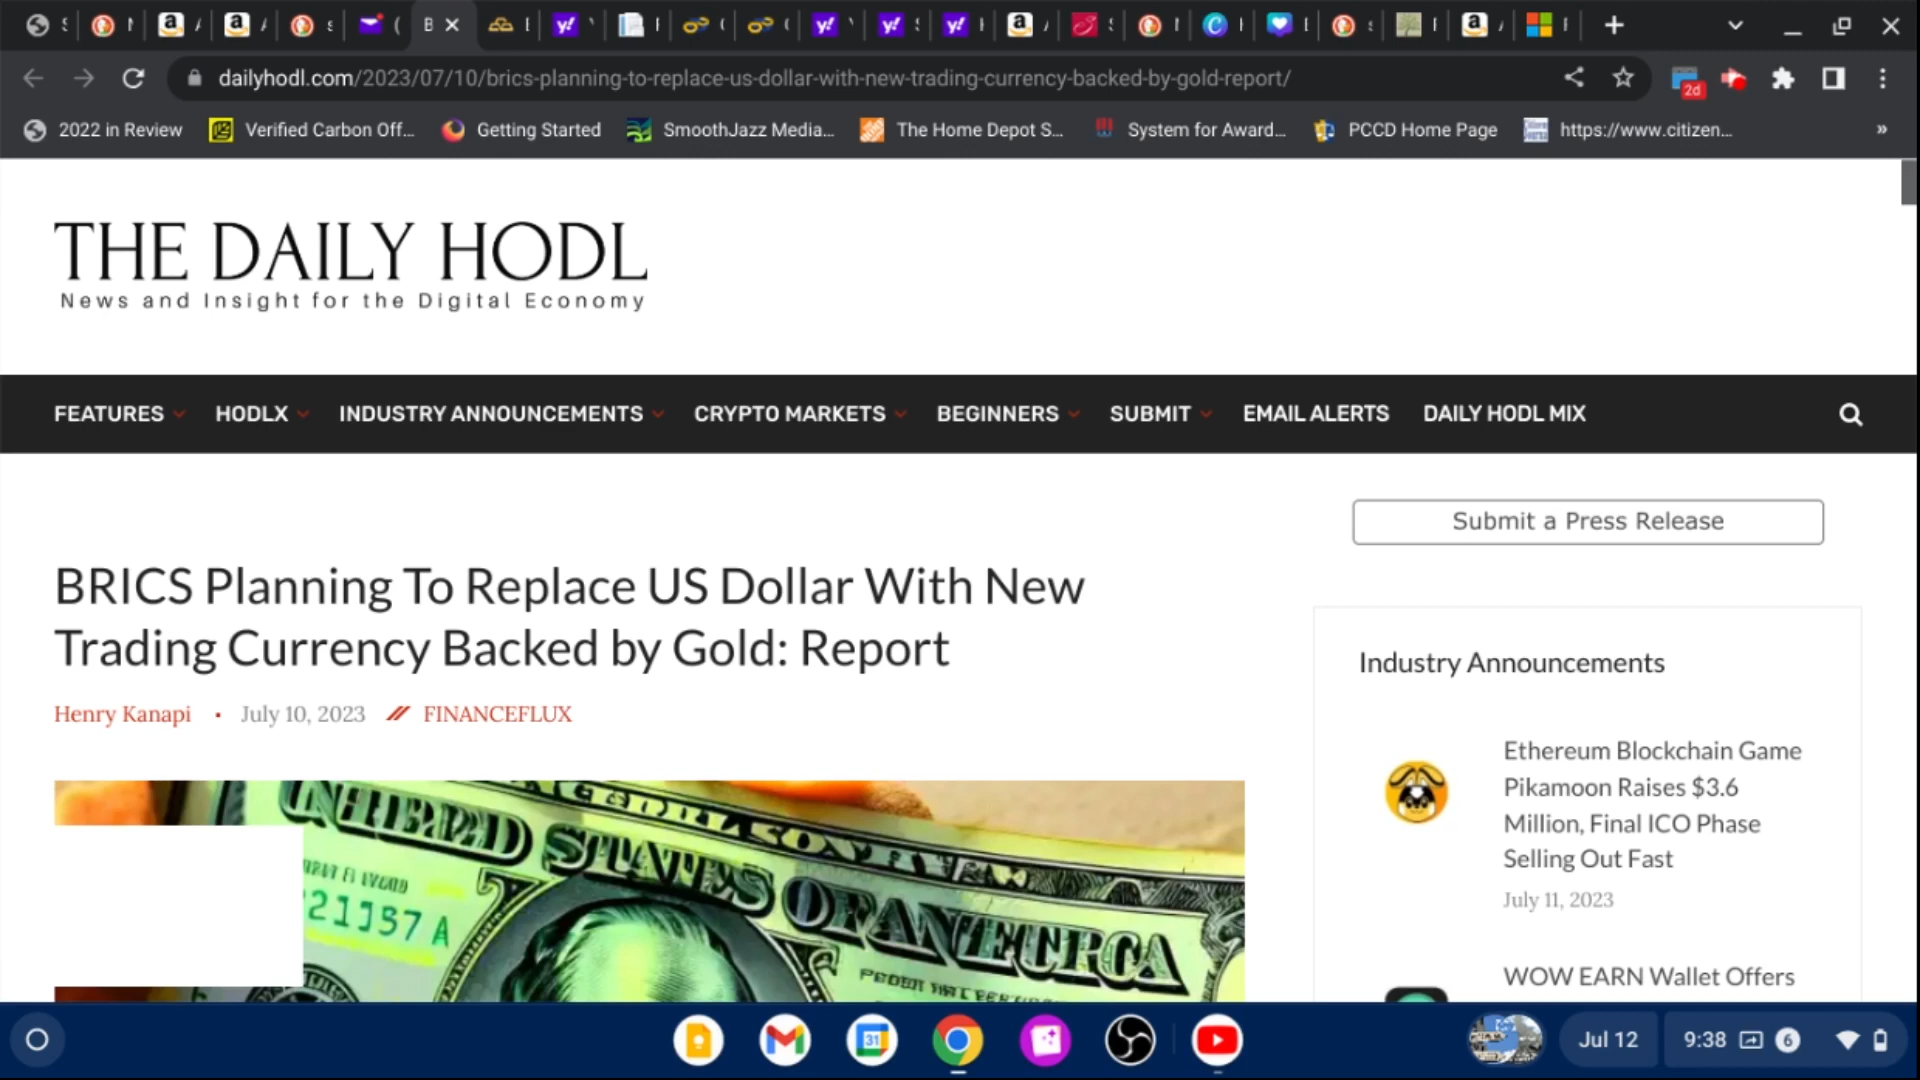 B
dailyhodl.com/2023/07/10/brics-planning-to-replace-us-dollar-with-new-trading-currency-backed-by-gold-report/
2d
2022 in Review
Verified Carbon Off...
Getting Started
SmoothJazz Media...
The Home Depot S...
System for Award...
PCCD Home Page
https://www.citizen...
»
THE DAILY HODL
News and Insight for the Digital Economy
FEATURES HODLX INDUSTRY ANNOUNCEMENTS CRYPTO MARKETS BEGINNERS SUBMIT EMAIL ALERTS DAILY HODL MIX
Submit a Press Release
BRICS Planning To Replace US Dollar With New
Trading Currency Backed by Gold: Report
Henry Kanapi • July 10, 2023 // FINANCEFLUX
Industry Announcements
Ethereum Blockchain Game
Pikamoon Raises $3.6
Million, Final ICO Phase
Selling Out Fast
July 11, 2023
WOW EARN Wallet Offers
31
Jul 12
9:38
6